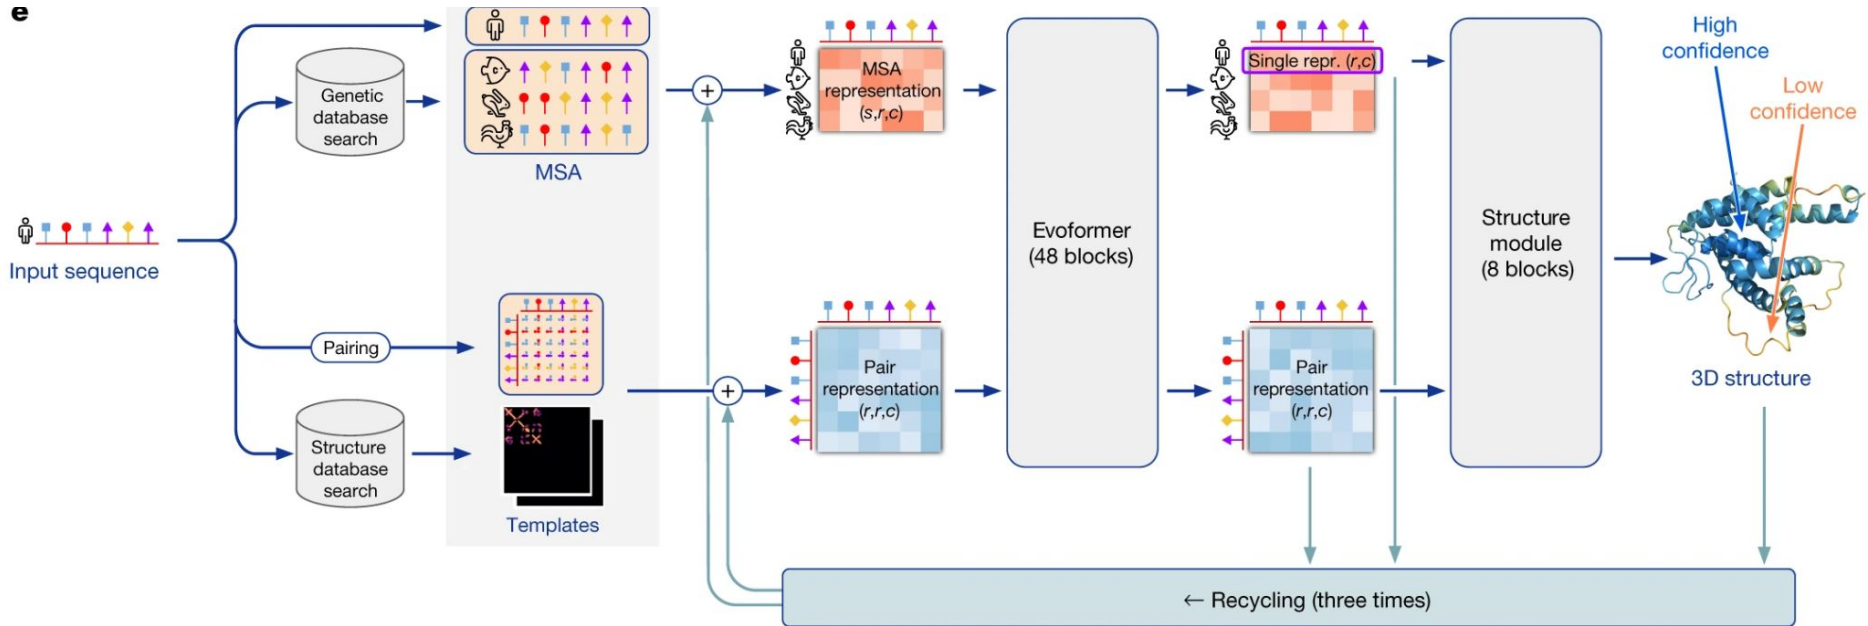 e
Input sequence
Genetic
database
search
MSA
Pairing
Structure
database
search
Templates
+
+
MSA
representation
(s,r,c)
Pair
representation
(r,r,c)
Evoformer
(48 blocks)
Single repr. (r,c)
Pair
representation
(r,r,c)
Structure
module
(8 blocks)
High
confidence
Low
confidence
3D structure
← Recycling (three times)